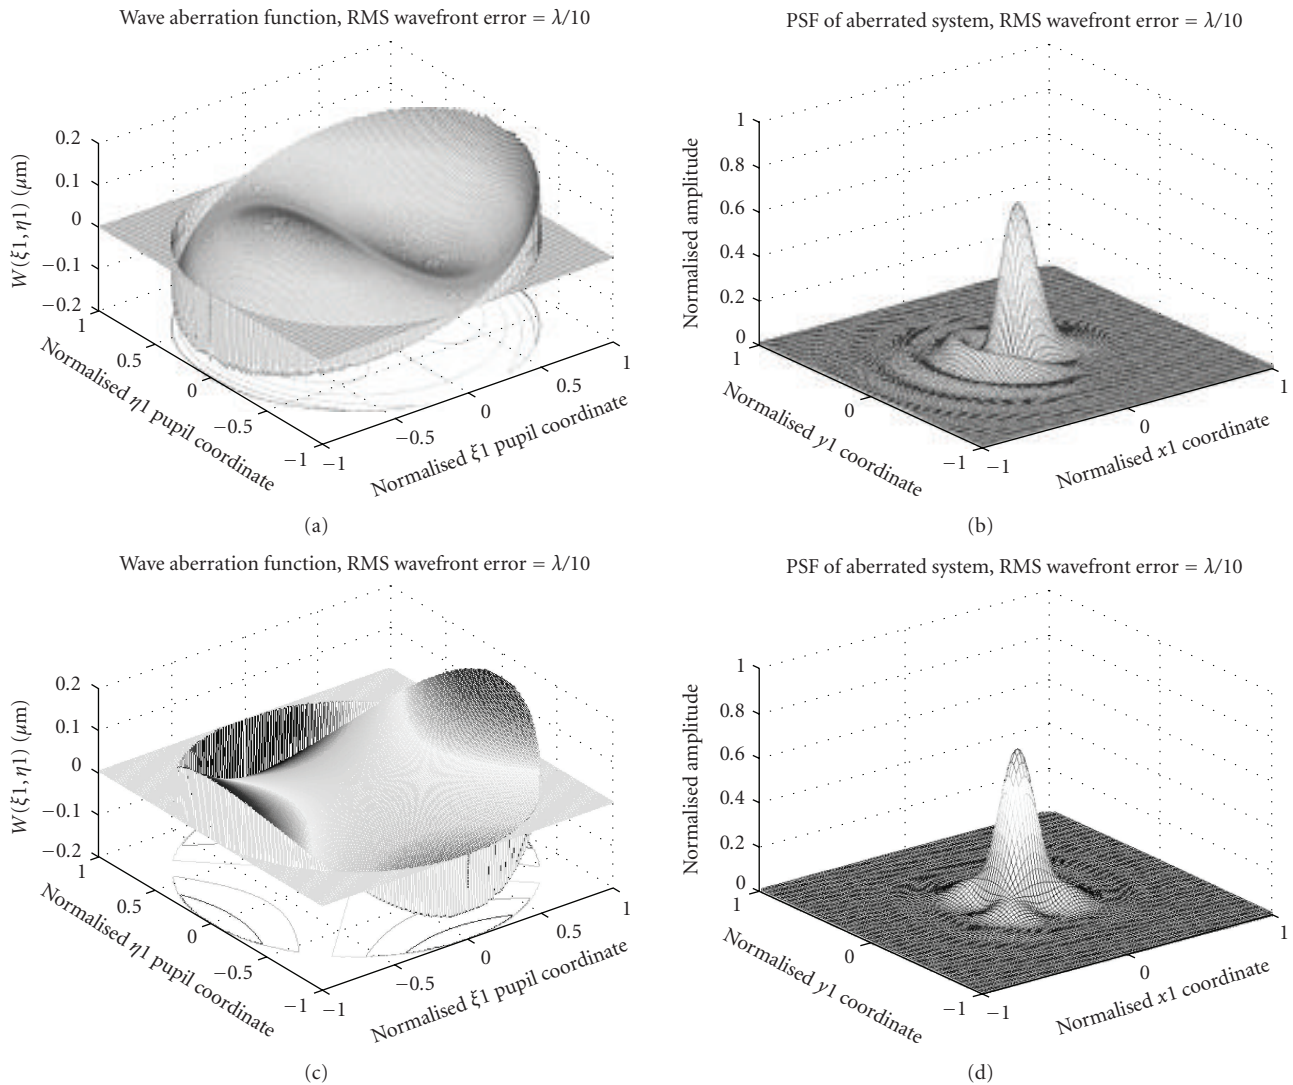 Wave aberration function, RMS wavefront error = λ/10
W(ξ1, η1) (μm)
0.2
0.1
0
−0.1
−0.2
1
0.5
0
−0.5
−1
Normalised η1 pupil coordinate
−1
−0.5
0
0.5
1
Normalised ξ1 pupil coordinate
(a)
PSF of aberrated system, RMS wavefront error = λ/10
Normalised amplitude
1
0.8
0.6
0.4
0.2
0
1
0
−1
Normalised y1 coordinate
−1
0
1
Normalised x1 coordinate
(b)
Wave aberration function, RMS wavefront error = λ/10
W(ξ1, η1) (μm)
0.2
0.1
0
−0.1
−0.2
1
0.5
0
−0.5
−1
Normalised η1 pupil coordinate
−1
−0.5
0
0.5
1
Normalised ξ1 pupil coordinate
(c)
PSF of aberrated system, RMS wavefront error = λ/10
Normalised amplitude
1
0.8
0.6
0.4
0.2
0
1
0
−1
Normalised y1 coordinate
−1
0
1
Normalised x1 coordinate
(d)